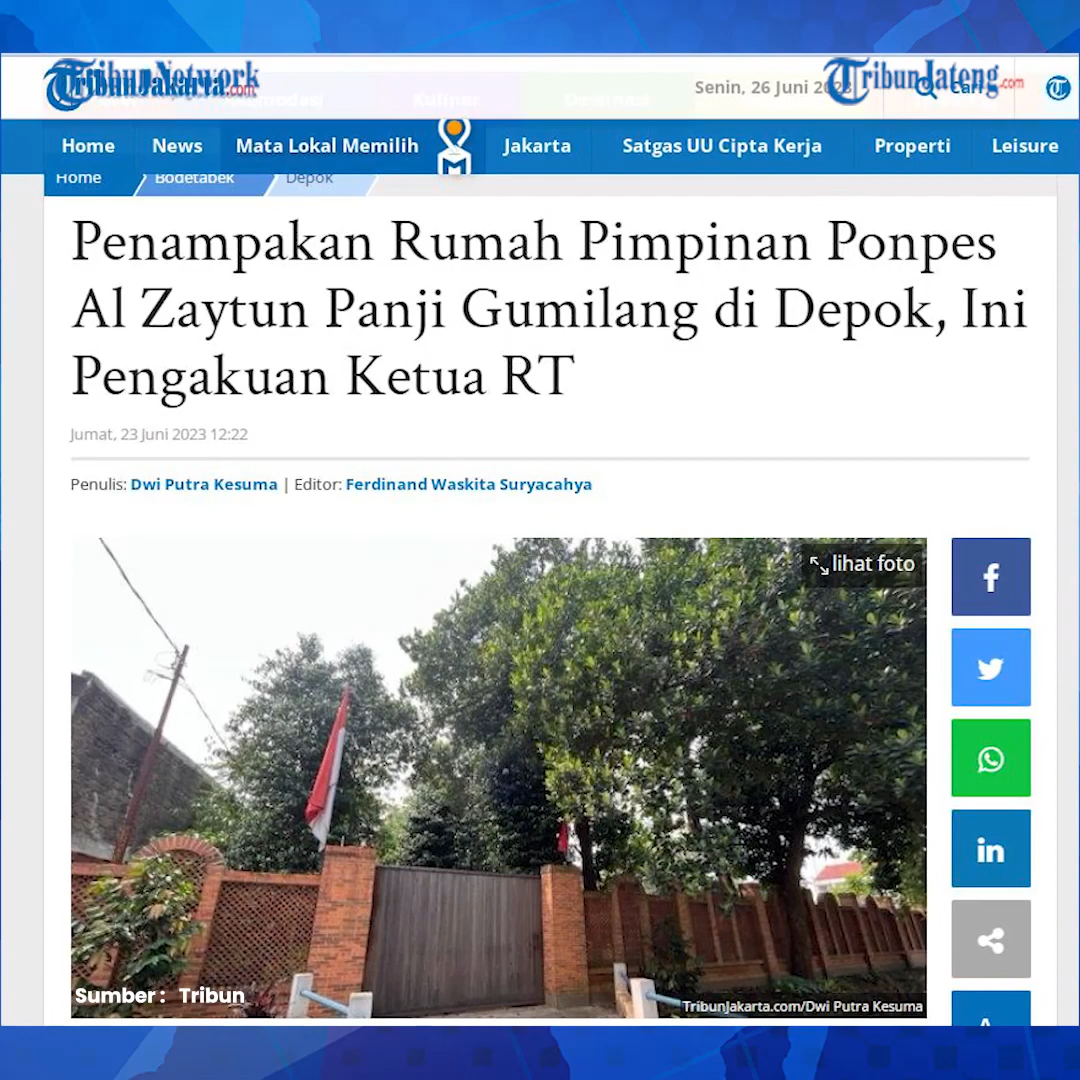 TribunNetwork
TribunJakarta.com
Senin, 26 Juni 2023
TribunJateng.com
Cari
Home News Mata Lokal Memilih Jakarta Satgas UU Cipta Kerja Properti Leisure
Home Bodetabek Depok
Penampakan Rumah Pimpinan Ponpes
Al Zaytun Panji Gumilang di Depok, Ini
Pengakuan Ketua RT
Jumat, 23 Juni 2023 12:22
Penulis: Dwi Putra Kesuma | Editor: Ferdinand Waskita Suryacahya
lihat foto
Sumber : Tribun
TribunJakarta.com/Dwi Putra Kesuma